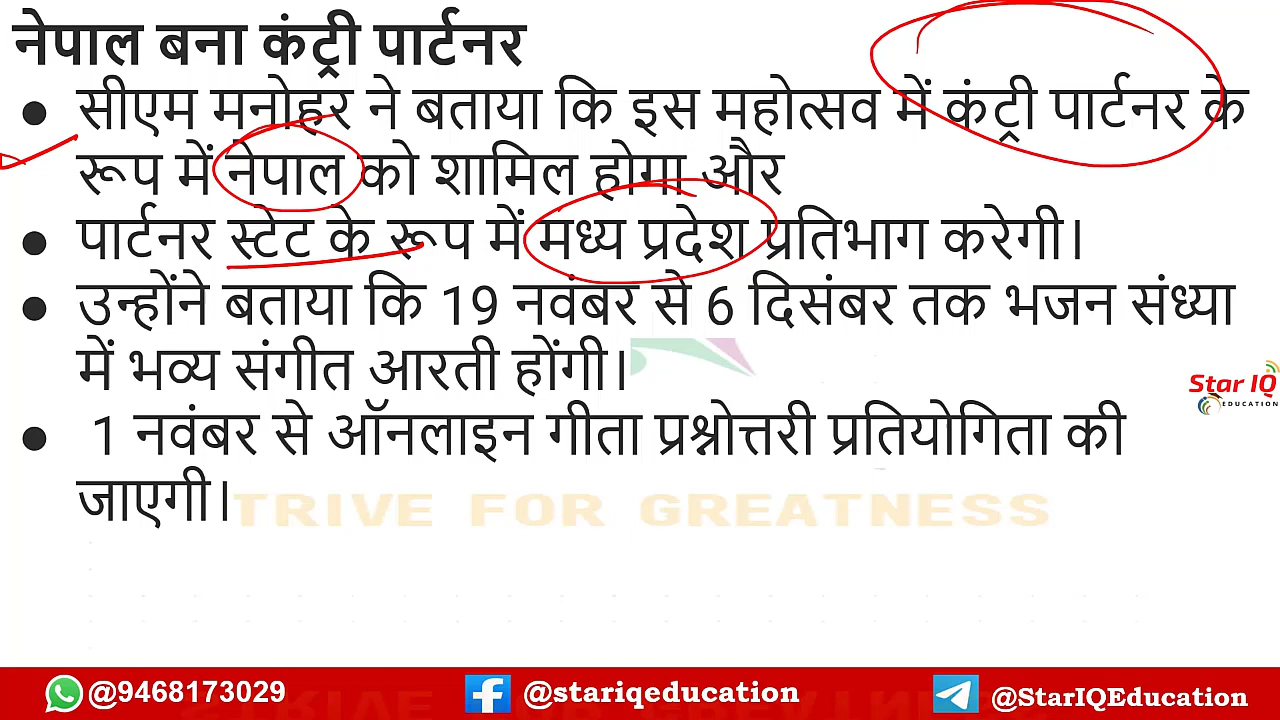 नेपाल बना कंट्री पार्टनर
● सीएम मनोहर ने बताया कि इस महोत्सव में कंट्री पार्टनर के
रूप में नेपाल को शामिल होगा और
● पार्टनर स्टेट के रूप में मध्य प्रदेश प्रतिभाग करेगी।
● उन्होंने बताया कि 19 नवंबर से 6 दिसंबर तक भजन संध्या
में भव्य संगीत आरती होंगी।
● 1 नवंबर से ऑनलाइन गीता प्रश्नोत्तरी प्रतियोगिता की
जाएगी।
Star IQ
EDUCATION
TRIVE FOR GREATNESS
@9468173029 @stariqeducation @StarIQEducation